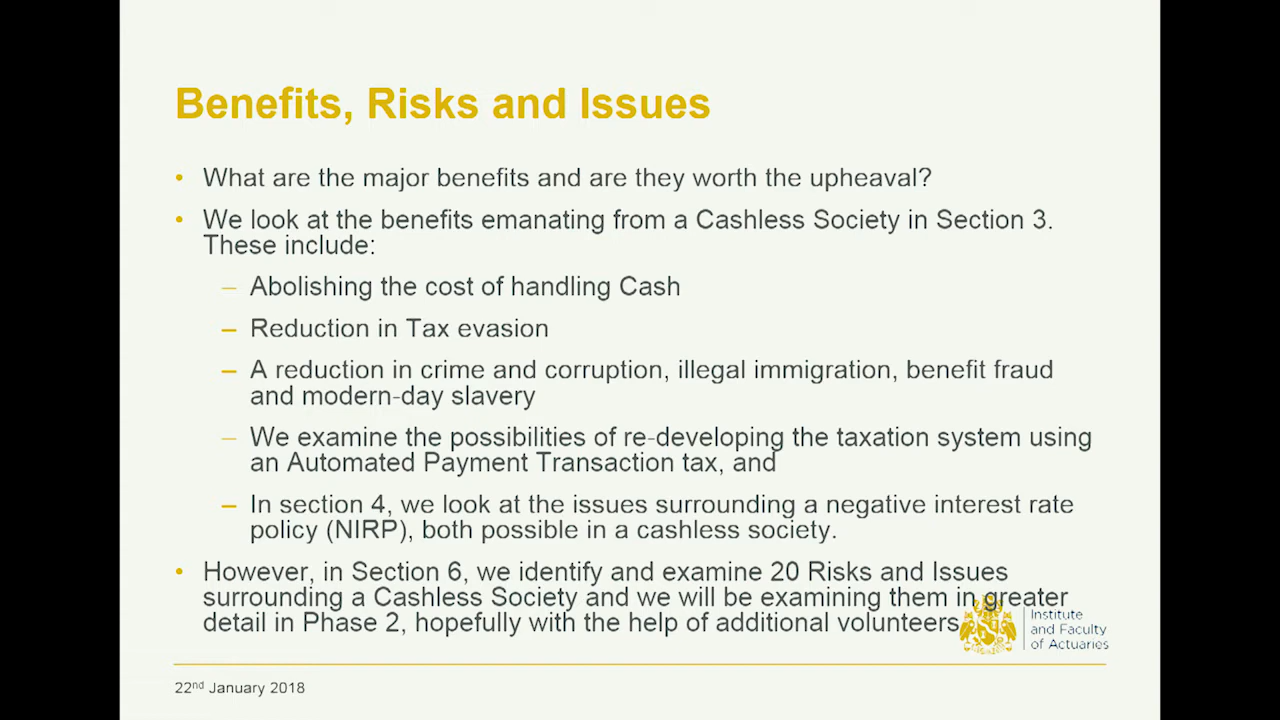 Benefits, Risks and Issues
• What are the major benefits and are they worth the upheaval?
• We look at the benefits emanating from a Cashless Society in Section 3.
These include:
– Abolishing the cost of handling Cash
– Reduction in Tax evasion
– A reduction in crime and corruption, illegal immigration, benefit fraud
and modern-day slavery
– We examine the possibilities of re-developing the taxation system using
an Automated Payment Transaction tax, and
– In section 4, we look at the issues surrounding a negative interest rate
policy (NIRP), both possible in a cashless society.
• However, in Section 6, we identify and examine 20 Risks and Issues
surrounding a Cashless Society and we will be examining them in greater
detail in Phase 2, hopefully with the help of additional volunteers
Institute
and Faculty
of Actuaries
22nd January 2018